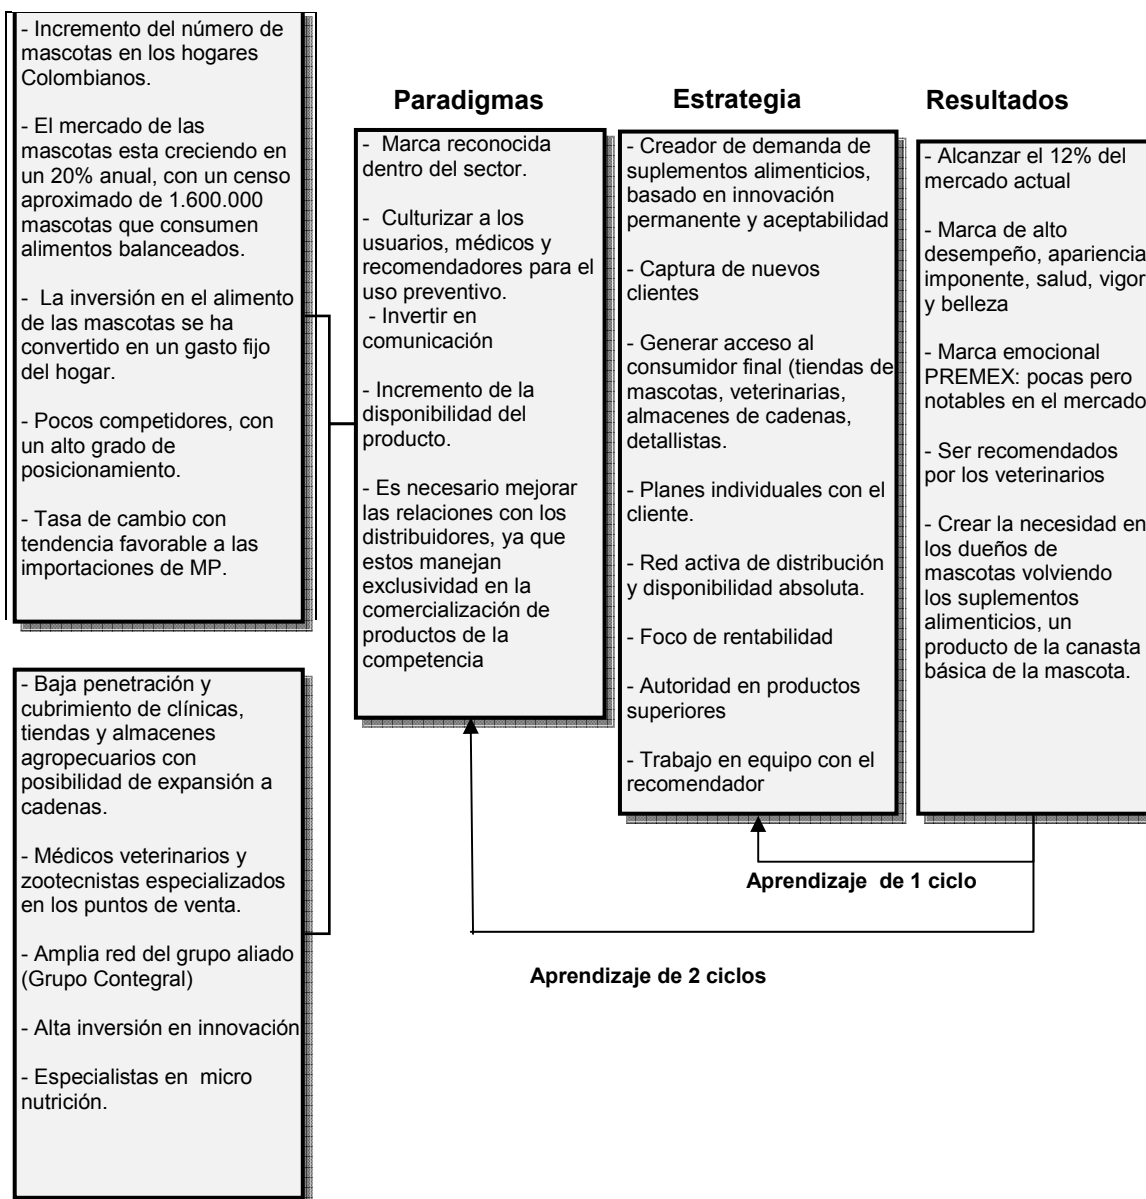 - Incremento del número de
mascotas en los hogares
Colombianos.
- El mercado de las
mascotas esta creciendo en
un 20% anual, con un censo
aproximado de 1.600.000
mascotas que consumen
alimentos balanceados.
- La inversión en el alimento
de las mascotas se ha
convertido en un gasto fijo
del hogar.
- Pocos competidores, con
un alto grado de
posicionamiento.
- Tasa de cambio con
tendencia favorable a las
importaciones de MP.
- Baja penetración y
cubrimiento de clínicas,
tiendas y almacenes
agropecuarios con
posibilidad de expansión a
cadenas.
- Médicos veterinarios y
zootecnistas especializados
en los puntos de venta.
- Amplia red del grupo aliado
(Grupo Contegral)
- Alta inversión en innovación
- Especialistas en micro
nutrición.
Paradigmas
- Marca reconocida
dentro del sector.
- Culturizar a los
usuarios, médicos y
recomendadores para el
uso preventivo.
- Invertir en
comunicación
- Incremento de la
disponibilidad del
producto.
- Es necesario mejorar
las relaciones con los
distribuidores, ya que
estos manejan
exclusividad en la
comercialización de
productos de la
competencia
Estrategia
- Creador de demanda de
suplementos alimenticios,
basado en innovación
permanente y aceptabilidad
- Captura de nuevos
clientes
- Generar acceso al
consumidor final (tiendas de
mascotas, veterinarias,
almacenes de cadenas,
detallistas.
- Planes individuales con el
cliente.
- Red activa de distribución
y disponibilidad absoluta.
- Foco de rentabilidad
- Autoridad en productos
superiores
- Trabajo en equipo con el
recomendador
Resultados
- Alcanzar el 12% del
mercado actual
- Marca de alto
desempeño, apariencia
imponente, salud, vigor
y belleza
- Marca emocional
PREMEX: pocas pero
notables en el mercado
- Ser recomendados
por los veterinarios
- Crear la necesidad en
los dueños de
mascotas volviendo
los suplementos
alimenticios, un
producto de la canasta
básica de la mascota.
Aprendizaje de 1 ciclo
Aprendizaje de 2 ciclos